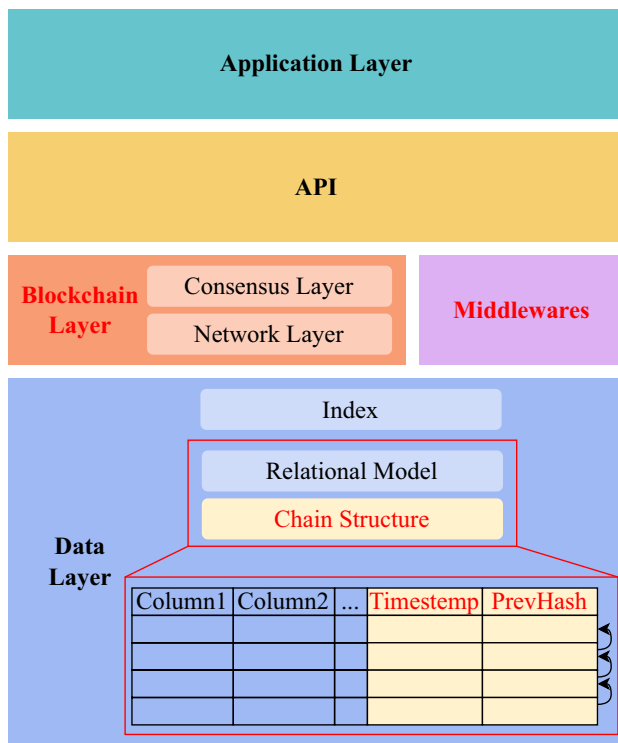 Application Layer
API
Blockchain
Layer
Consensus Layer
Network Layer
Middlewares
Index
Relational Model
Chain Structure
Data
Layer
Column1 Column2 ... Timestemp PrevHash